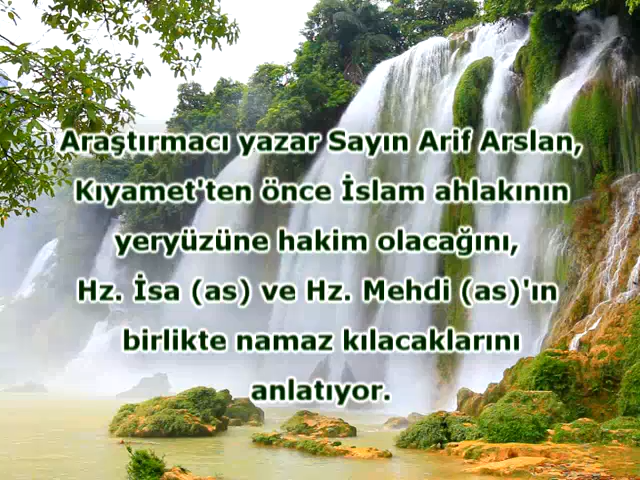 Araştırmacı yazar Sayın Arif Arslan,
Kıyamet'ten önce İslam ahlakının
yeryüzüne hakim olacağını,
Hz. İsa (as) ve Hz. Mehdi (as)'ın
birlikte namaz kılacaklarını
anlatıyor.